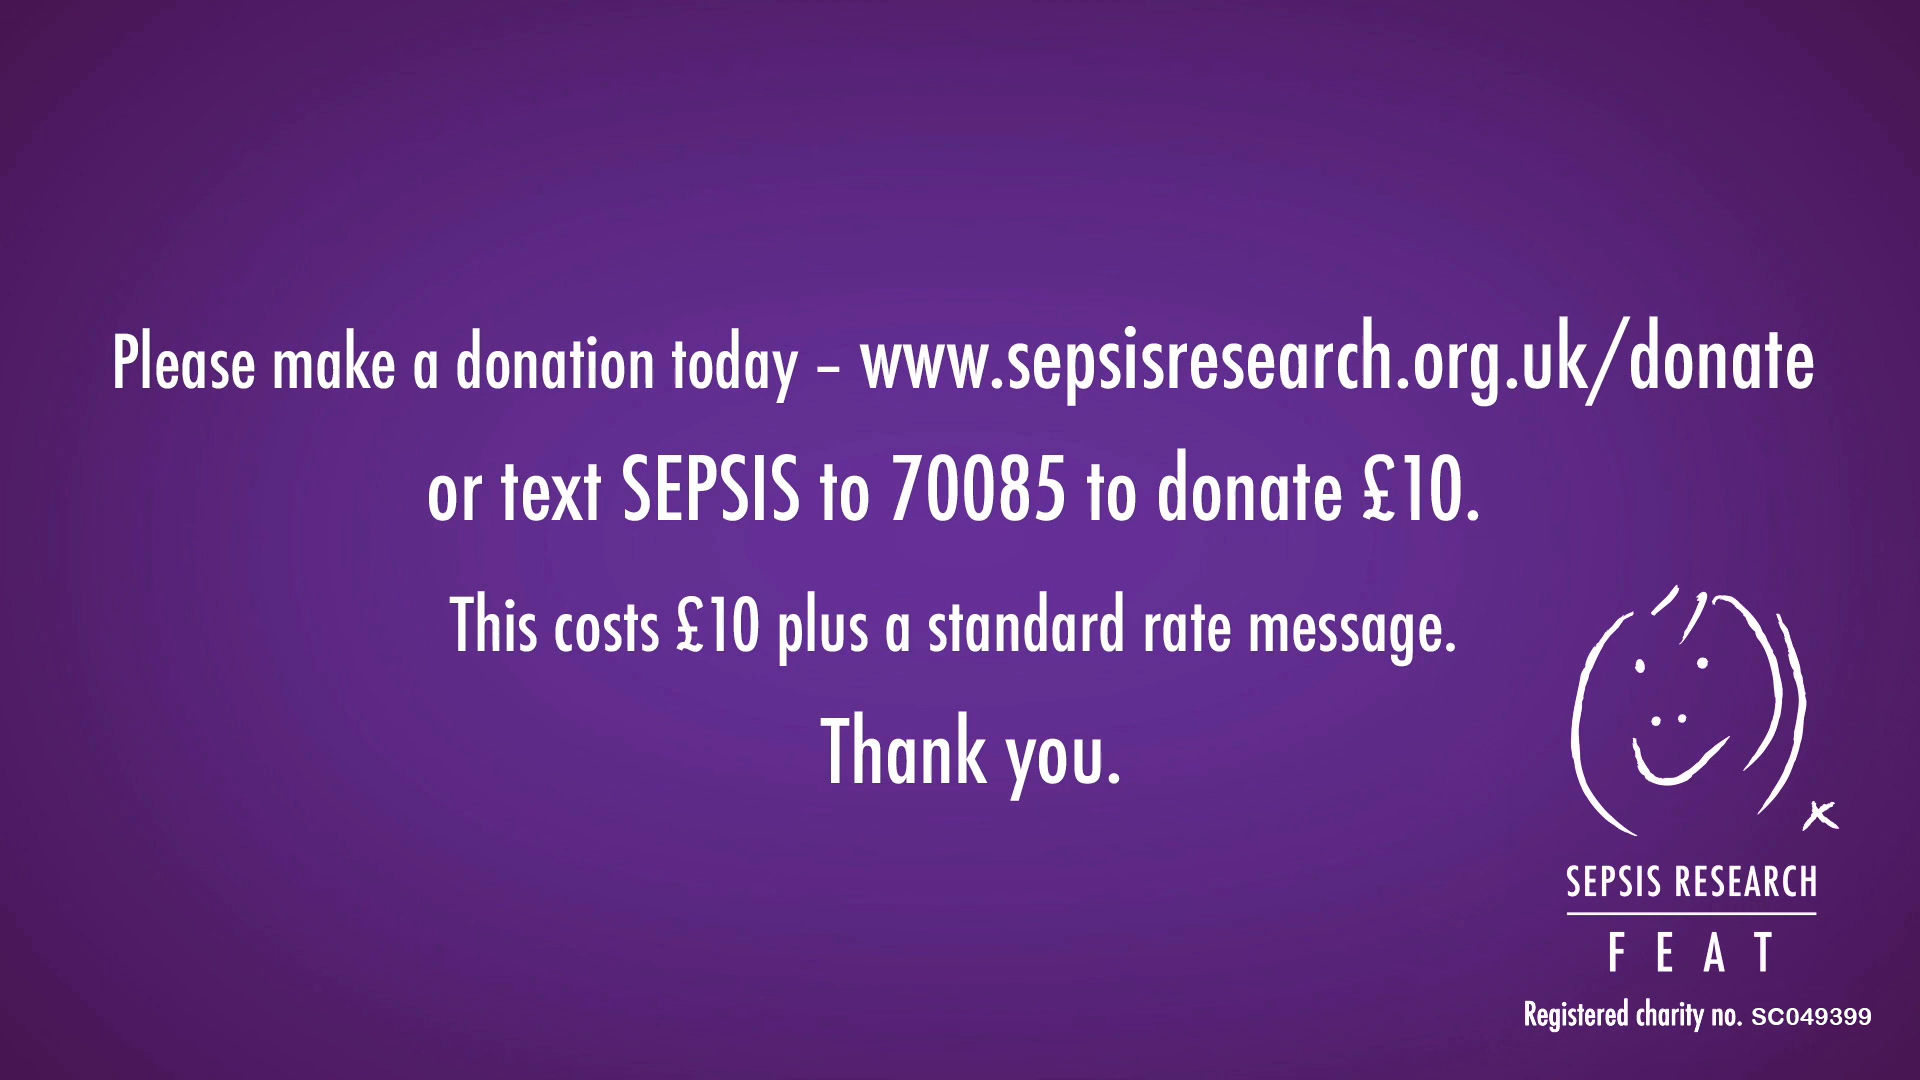 Please make a donation today – www.sepsisresearch.org.uk/donate
or text SEPSIS to 70085 to donate £10.
This costs £10 plus a standard rate message.
Thank you.
SEPSIS RESEARCH
FEAT
Registered charity no. SC049399